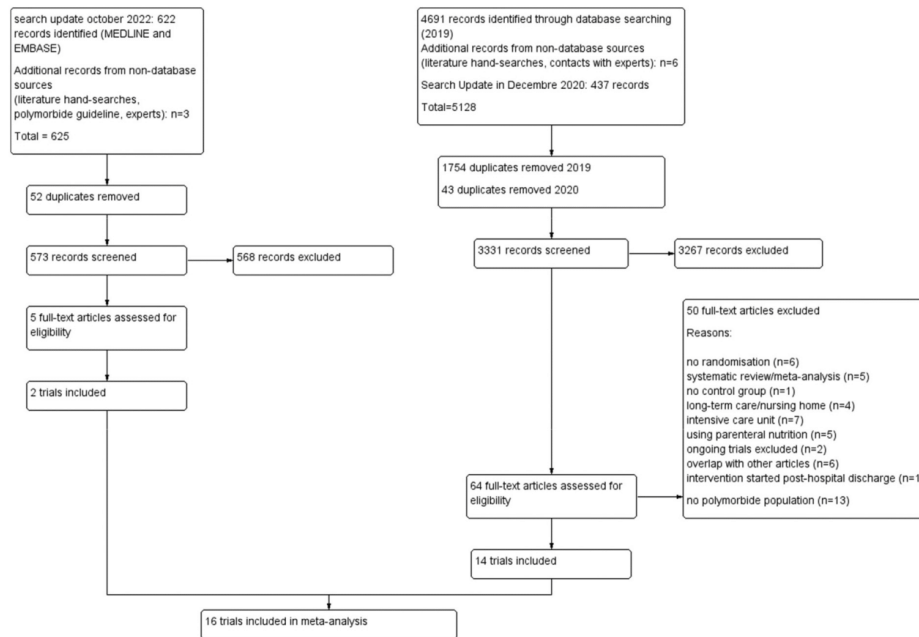 search update october 2022: 622
records identified (MEDLINE and
EMBASE)
Additional records from non-database
sources
(literature hand-searches,
polymorbide guideline, experts): n=3
Total = 625
52 duplicates removed
573 records screened
568 records excluded
5 full-text articles assessed for
eligibility
2 trials included
4691 records identified through database searching
(2019)
Additional records from non-database sources
(literature hand-searches, contacts with experts): n=6
Search Update in Decembre 2020: 437 records
Total=5128
1754 duplicates removed 2019
43 duplicates removed 2020
3331 records screened
3267 records excluded
64 full-text articles assessed for
eligibility
50 full-text articles excluded
Reasons:
no randomisation (n=6)
systematic review/meta-analysis (n=5)
no control group (n=1)
long-term care/nursing home (n=4)
intensive care unit (n=7)
using parenteral nutrition (n=5)
ongoing trials excluded (n=2)
overlap with other articles (n=6)
intervention started post-hospital discharge (n=1
no polymorbide population (n=13)
14 trials included
16 trials included in meta-analysis